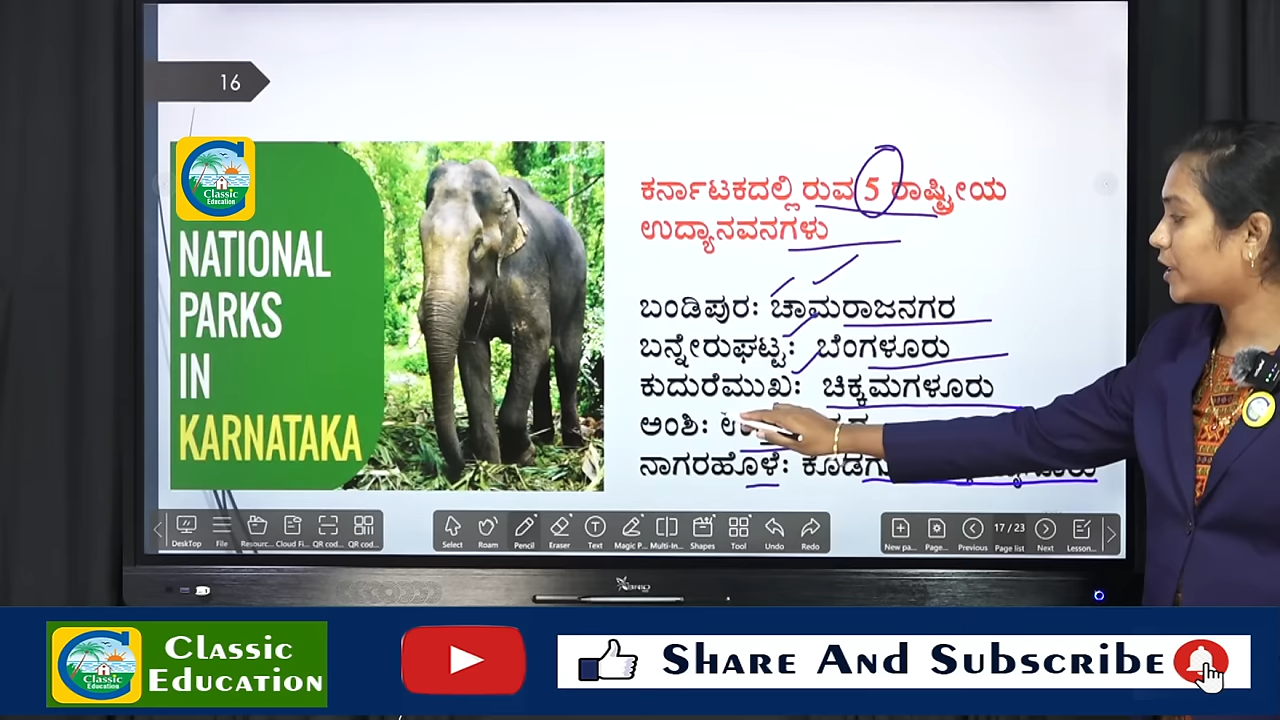 16
Classic
Education
NATIONAL
PARKS
IN
KARNATAKA
ಕರ್ನಾಟಕದಲ್ಲಿರುವ 5 ರಾಷ್ಟ್ರೀಯ
ಉದ್ಯಾನವನಗಳು
ಬಂಡಿಪುರ: ಚಾಮರಾಜನಗರ
ಬನ್ನೇರುಘಟ್ಟ: ಬೆಂಗಳೂರು
ಕುದುರೆಮುಖ: ಚಿಕ್ಕಮಗಳೂರು
ಅಂಶಿ:
ನಾಗರಹೊಳೆ:
DeskTop File Resourc... Cloud Fi... QR cod... QR cod... Select Roam Pencil Eraser Text Magic P... Multi-In... Shapes Tool Undo Redo New pa... Page... Previous 17 / 23 Page list Next Lesson...
Classic
Education
Classic
Education
Share And Subscribe